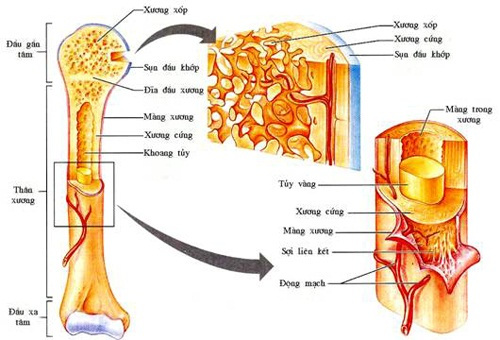 Xương xốp
Đầu gần
tâm
Sụn đầu khớp
Đĩa đầu xương
Màng xương
Xương cứng
Khoang tủy
Thân
xương
Đầu xa
tâm
Xương xốp
Xương cứng
Sụn đầu khớp
Màng trong
xương
Tủy vàng
Xương cứng
Màng xương
Sợi liên kết
Động mạch